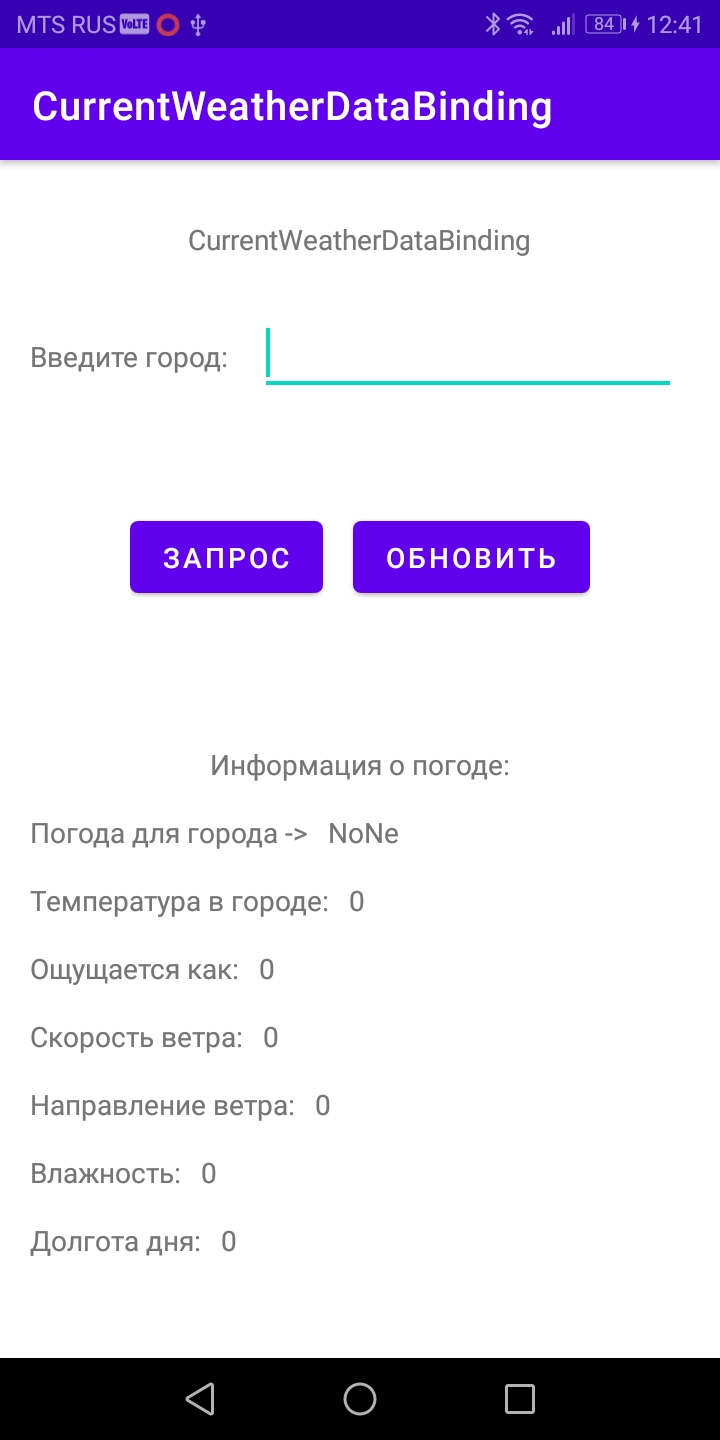 MTS RUS VoLTE 84 12:41
CurrentWeatherDataBinding
CurrentWeatherDataBinding
Введите город:
ЗАПРОС ОБНОВИТЬ
Информация о погоде:
Погода для города -> NoNe
Температура в городе: 0
Ощущается как: 0
Скорость ветра: 0
Направление ветра: 0
Влажность: 0
Долгота дня: 0